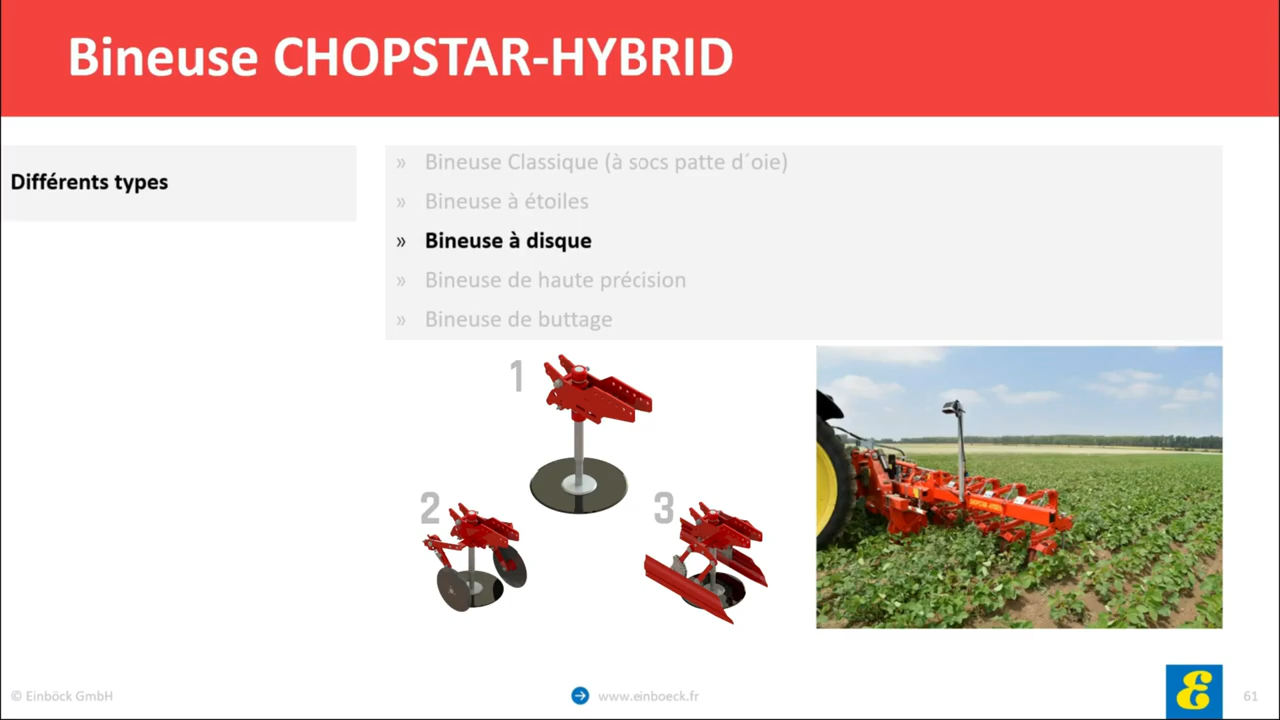 Bineuse CHOPSTAR-HYBRID
Différents types
» Bineuse Classique (à socs patte d´oie)
» Bineuse à étoiles
» Bineuse à disque
» Bineuse de haute précision
» Bineuse de buttage
1
2
3
© Einböck GmbH
www.einboeck.fr
E
61